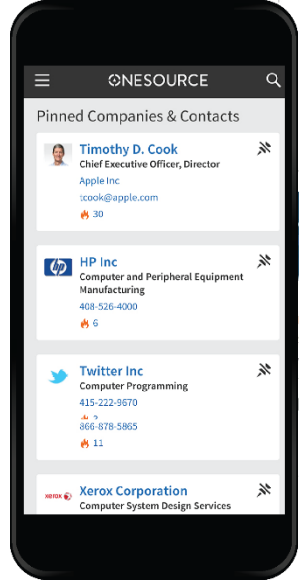 ONESOURCE
Pinned Companies & Contacts
Timothy D. Cook
Chief Executive Officer, Director
Apple Inc
tcook@apple.com
30
hp
HP Inc
Computer and Peripheral Equipment
Manufacturing
408-526-4000
6
Twitter Inc
Computer Programming
415-222-9670
866-878-5865
11
xerox
Xerox Corporation
Computer System Design Services